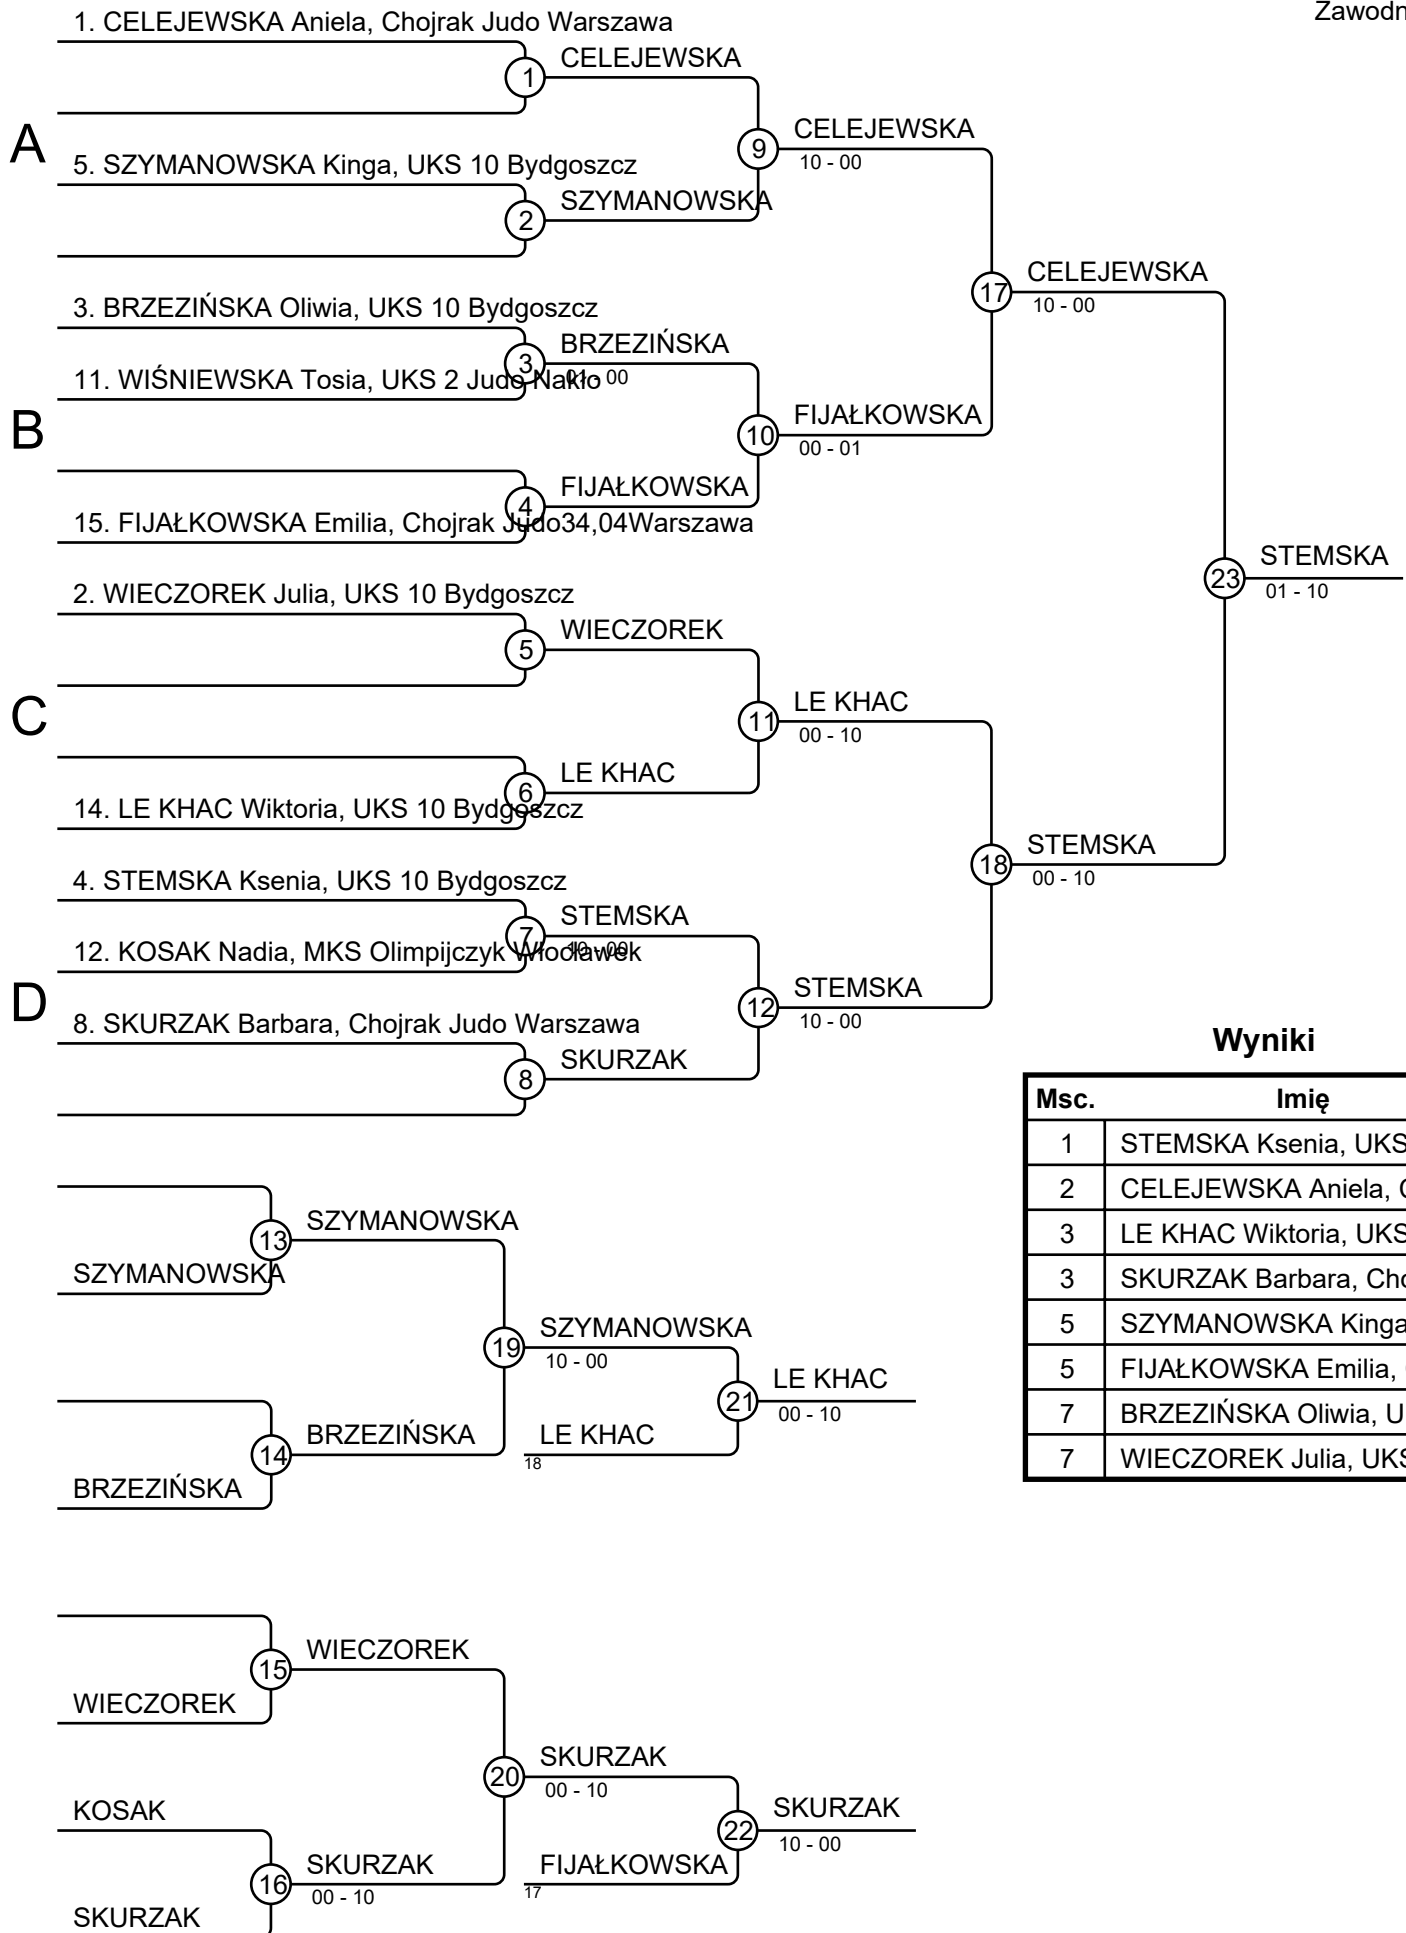 Zawodn
1. CELEJEWSKA Aniela, Chojrak Judo Warszawa
CELEJEWSKA
1
A
CELEJEWSKA
9
10 - 00
5. SZYMANOWSKA Kinga, UKS 10 Bydgoszcz
SZYMANOWSKA
2
CELEJEWSKA
17
10 - 00
3. BRZEZIŃSKA Oliwia, UKS 10 Bydgoszcz
BRZEZIŃSKA
3
01 - 00
11. WIŚNIEWSKA Tosia, UKS 2 Judo Nakło
B
FIJAŁKOWSKA
10
00 - 01
FIJAŁKOWSKA
4
15. FIJAŁKOWSKA Emilia, Chojrak Judo34,04Warszawa
STEMSKA
23
01 - 10
2. WIECZOREK Julia, UKS 10 Bydgoszcz
WIECZOREK
5
C
LE KHAC
11
00 - 10
LE KHAC
6
14. LE KHAC Wiktoria, UKS 10 Bydgoszcz
STEMSKA
18
00 - 10
4. STEMSKA Ksenia, UKS 10 Bydgoszcz
STEMSKA
7
10 - 00
12. KOSAK Nadia, MKS Olimpijczyk Włocławek
D
STEMSKA
12
10 - 00
8. SKURZAK Barbara, Chojrak Judo Warszawa
SKURZAK
8
Wyniki
Msc. Imię
1 STEMSKA Ksenia, UKS
2 CELEJEWSKA Aniela, C
3 LE KHAC Wiktoria, UKS
3 SKURZAK Barbara, Cho
5 SZYMANOWSKA Kinga
5 FIJAŁKOWSKA Emilia,
7 BRZEZIŃSKA Oliwia, U
7 WIECZOREK Julia, UKS
SZYMANOWSKA
13
SZYMANOWSKA
SZYMANOWSKA
19
10 - 00
LE KHAC
21
00 - 10
BRZEZIŃSKA
14
LE KHAC
18
BRZEZIŃSKA
WIECZOREK
15
WIECZOREK
SKURZAK
20
00 - 10
KOSAK
SKURZAK
22
10 - 00
SKURZAK
16
00 - 10
FIJAŁKOWSKA
17
SKURZAK